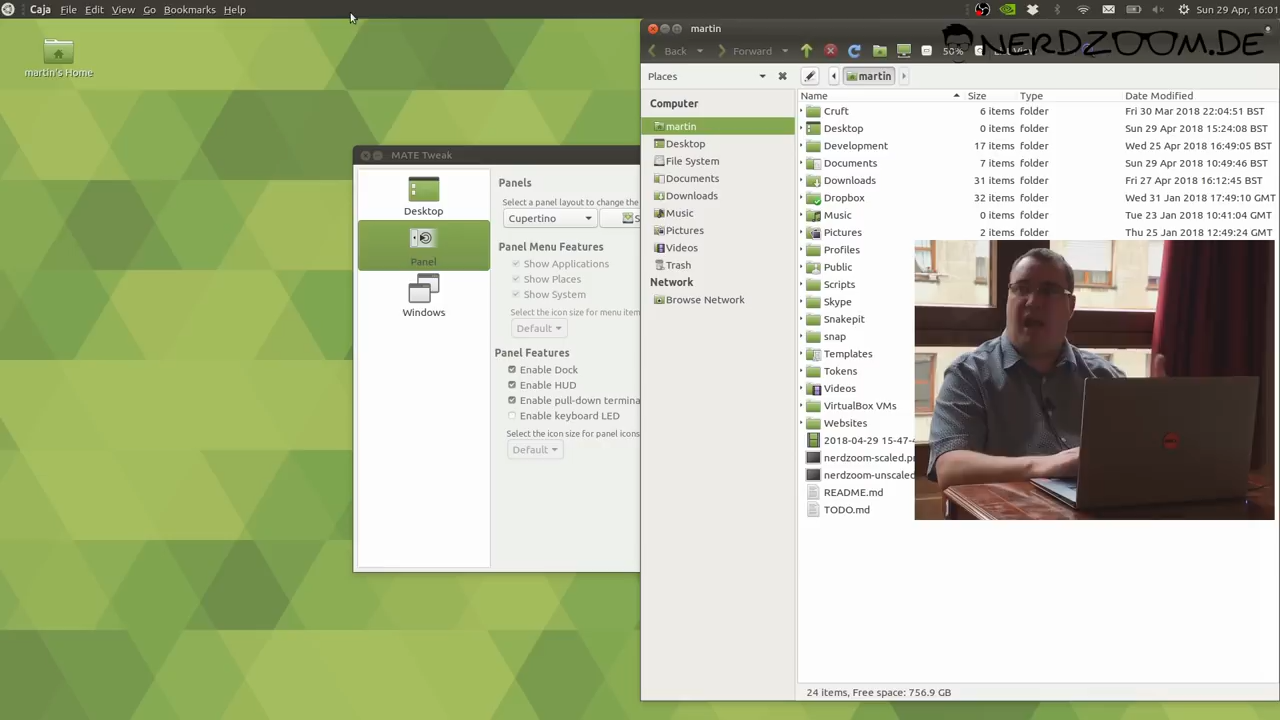 Caja File Edit View Go Bookmarks Help
Sun 29 Apr, 16:01
martin's Home
martin
NERDZOOM.DE
Back Forward 50%
Places
martin
Name Size Type Date Modified
Computer
martin
Desktop
File System
Documents
Downloads
Music
Pictures
Videos
Trash
Network
Browse Network
Cruft 6 items folder Fri 30 Mar 2018 22:04:51 BST
Desktop 0 items folder Sun 29 Apr 2018 15:24:08 BST
Development 17 items folder Wed 25 Apr 2018 16:49:05 BST
Documents 7 items folder Sun 29 Apr 2018 10:49:46 BST
Downloads 31 items folder Fri 27 Apr 2018 16:12:45 BST
Dropbox 32 items folder Wed 31 Jan 2018 17:49:10 GMT
Music 0 items folder Tue 23 Jan 2018 10:41:04 GMT
Pictures 2 items folder Thu 25 Jan 2018 12:49:24 GMT
Profiles
Public
Scripts
Skype
Snakepit
snap
Templates
Tokens
Videos
VirtualBox VMs
Websites
2018-04-29 15-47-4
nerdzoom-scaled.pr
nerdzoom-unscaled
README.md
TODO.md
24 items, Free space: 756.9 GB
MATE Tweak
Desktop
Panel
Windows
Panels
Select a panel layout to change the
Cupertino S
Panel Menu Features
Show Applications
Show Places
Show System
Select the icon size for menu item
Default
Panel Features
Enable Dock
Enable HUD
Enable pull-down termina
Enable keyboard LED
Select the icon size for panel icons
Default
DELL